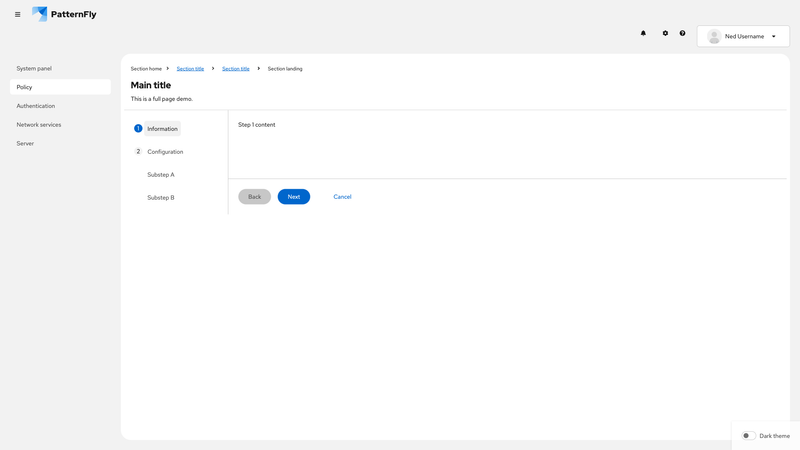 PatternFly
Ned Username
System panel
Policy
Authentication
Network services
Server
Section home
Section title
Section title
Section landing
Main title
This is a full page demo.
1 Information
2 Configuration
Substep A
Substep B
Step 1 content
Back
Next
Cancel
Dark theme